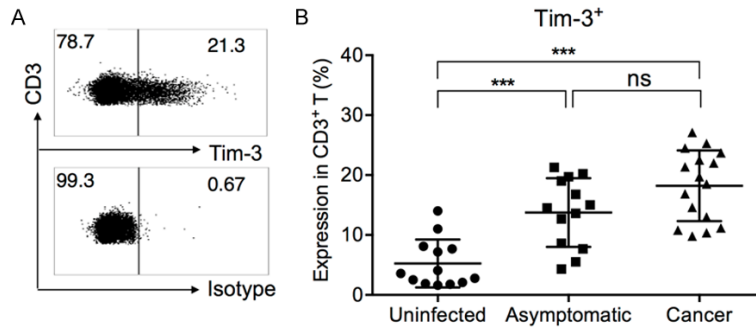 A
78.7 21.3
CD3
Tim-3
99.3 0.67
Isotype
B
Tim-3⁺
***
*** ns
Expression in CD3⁺ T (%)
40
30
20
10
0
Uninfected Asymptomatic Cancer